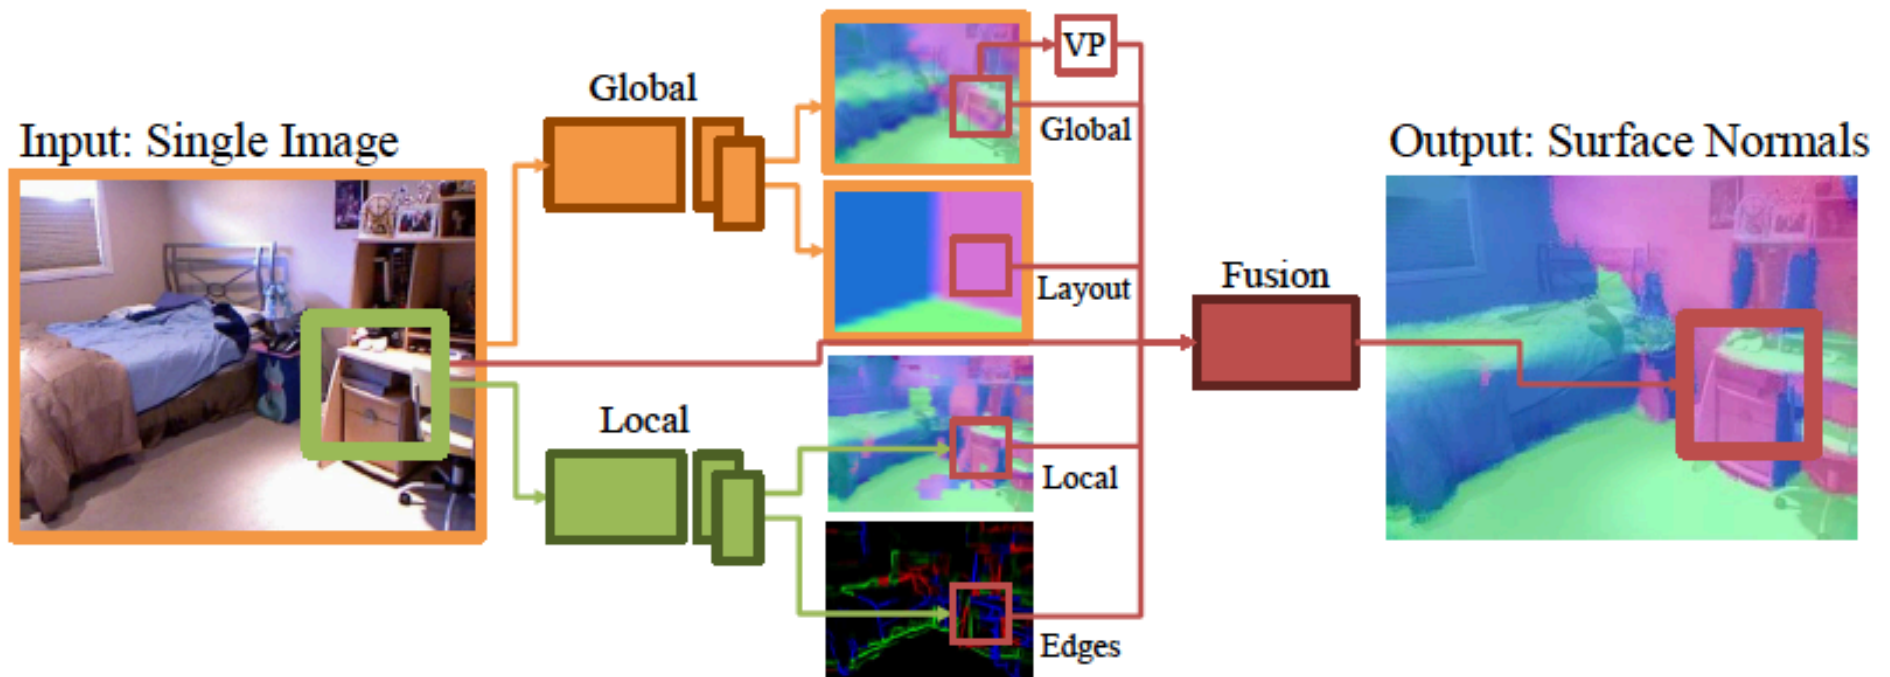 Input: Single Image
Global
VP
Global
Layout
Fusion
Local
Local
Edges
Output: Surface Normals